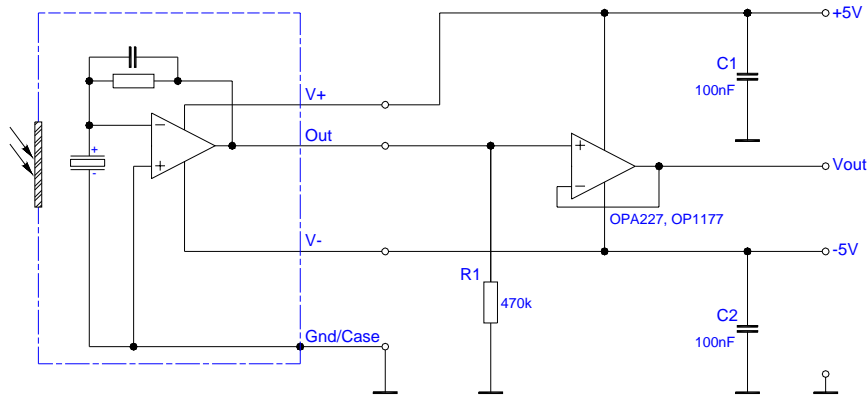 +5V
C1
100nF
V+
Out
+
-
−
+
+
−
Vout
OPA227, OP1177
V-
-5V
R1
470k
C2
100nF
Gnd/Case